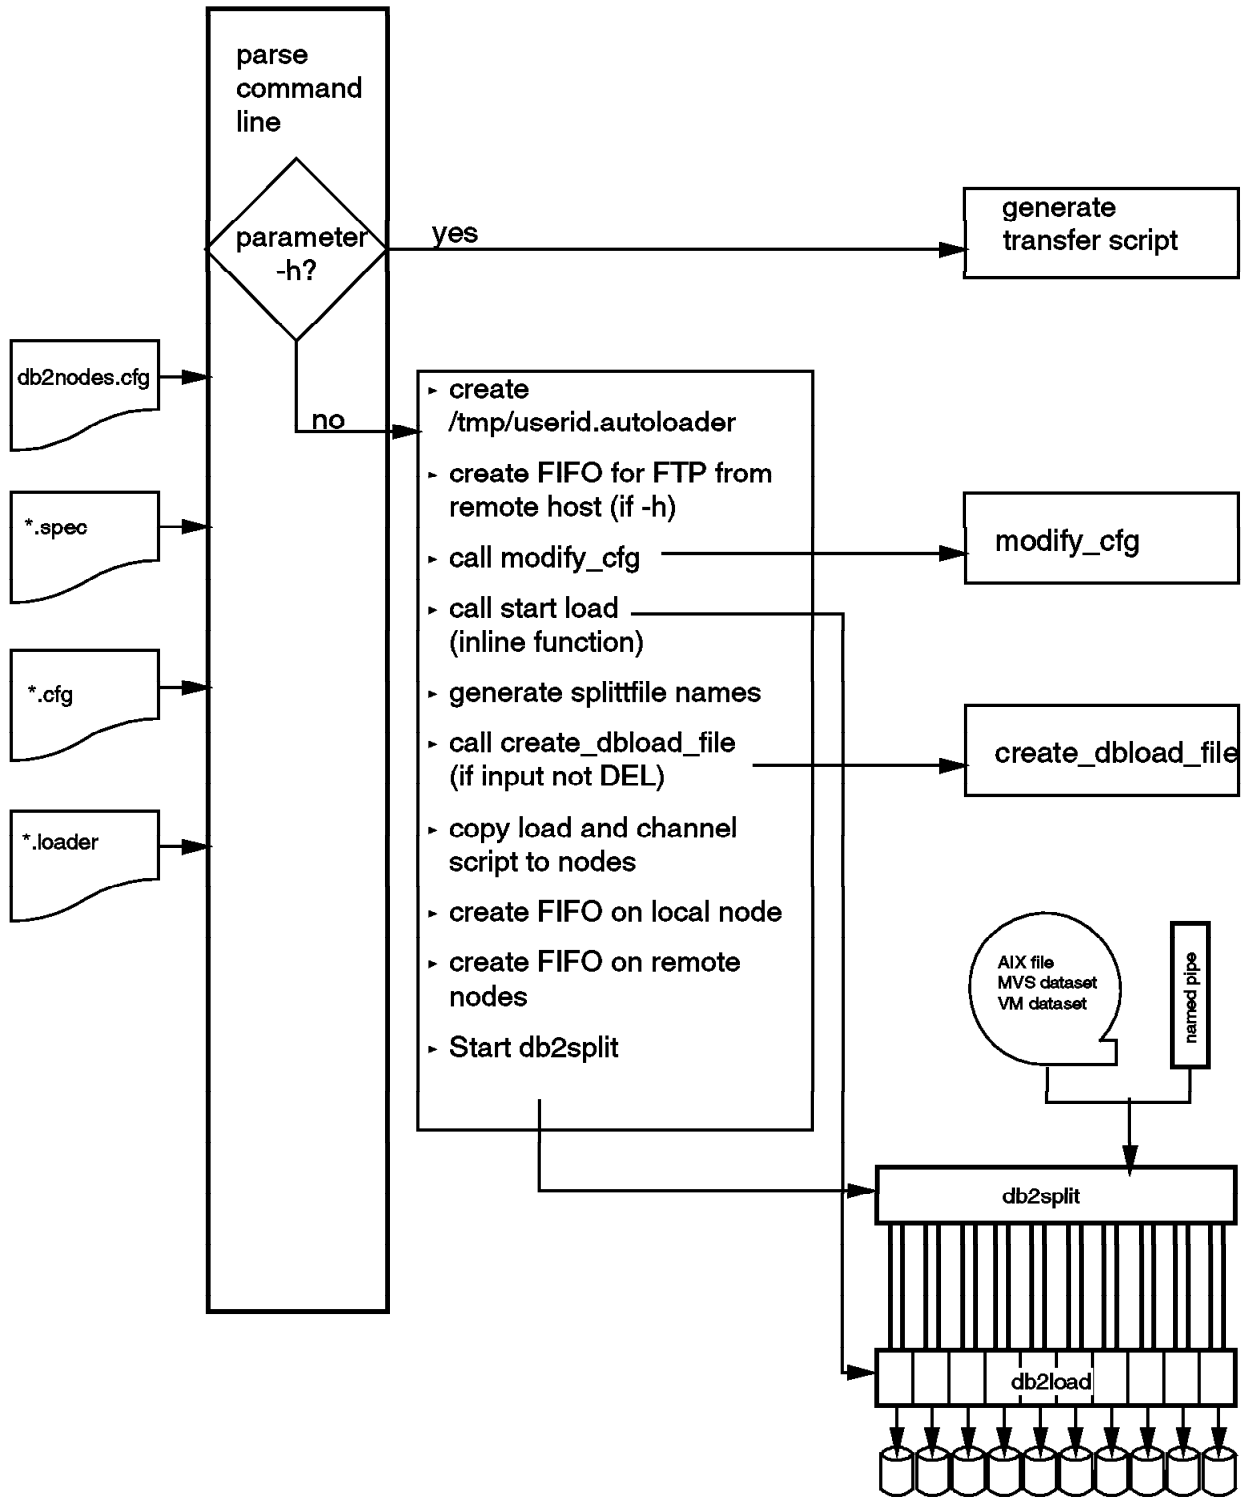 parse
command
line
parameter
-h?
yes
generate
transfer script
no
db2nodes.cfg
*.spec
*.cfg
*.loader
▸ create
/tmp/userid.autoloader
▸ create FIFO for FTP from
remote host (if -h)
▸ call modify_cfg
▸ call start load
(inline function)
▸ generate splittfile names
▸ call create_dbload_file
(if input not DEL)
▸ copy load and channel
script to nodes
▸ create FIFO on local node
▸ create FIFO on remote
nodes
▸ Start db2split
modify_cfg
create_dbload_file
AIX file
MVS dataset
VM dataset
named pipe
db2split
db2load